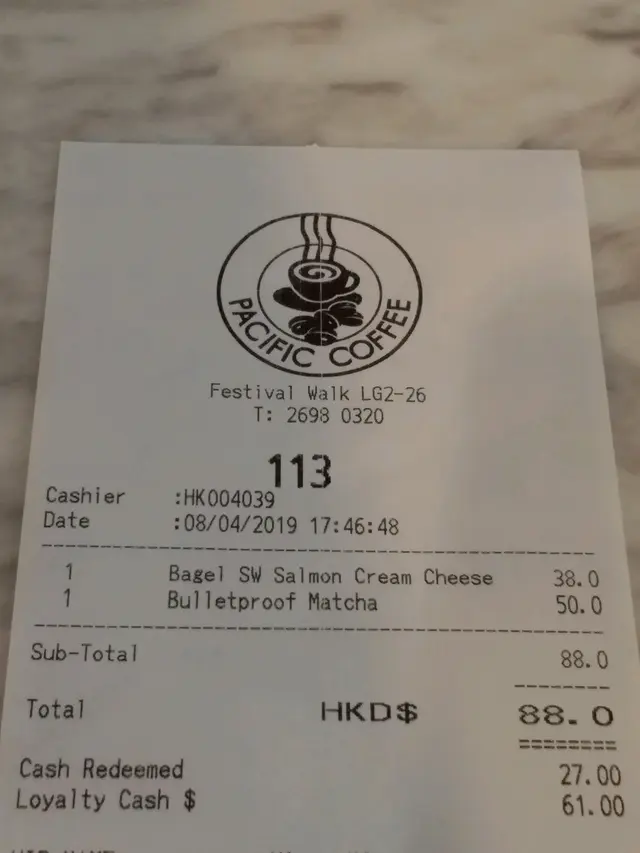 PACIFIC COFFEE
Festival Walk LG2-26
T: 2698 0320
113
Cashier :HK004039
Date :08/04/2019 17:46:48
1 Bagel SW Salmon Cream Cheese 38.0
1 Bulletproof Matcha 50.0
Sub-Total 88.0
Total HKD$ 88.0
Cash Redeemed 27.00
Loyalty Cash $ 61.00